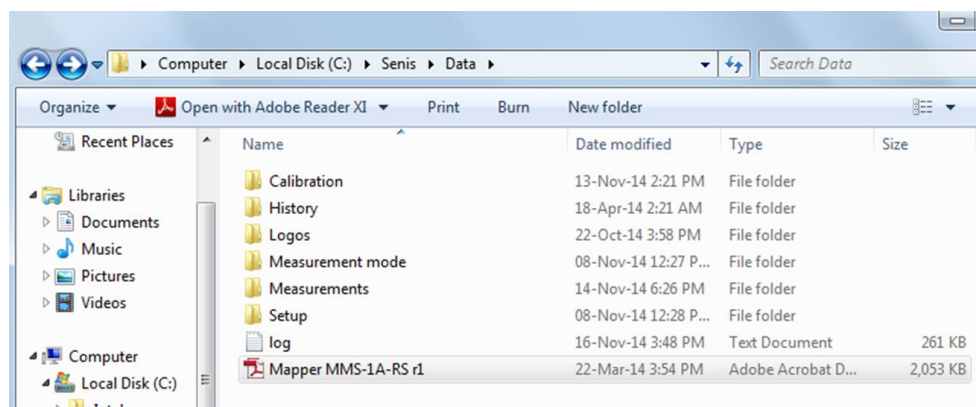 Computer Local Disk (C:) Senis Data Search Data
Organize Open with Adobe Reader XI Print Burn New folder
Recent Places
Libraries
Documents
Music
Pictures
Videos
Computer
Local Disk (C:)
Name Date modified Type Size
Calibration 13-Nov-14 2:21 PM File folder
History 18-Apr-14 2:21 AM File folder
Logos 22-Oct-14 3:58 PM File folder
Measurement mode 08-Nov-14 12:27 P... File folder
Measurements 14-Nov-14 6:26 PM File folder
Setup 08-Nov-14 12:28 P... File folder
log 16-Nov-14 3:48 PM Text Document 261 KB
Mapper MMS-1A-RS r1 22-Mar-14 3:54 PM Adobe Acrobat D... 2,053 KB